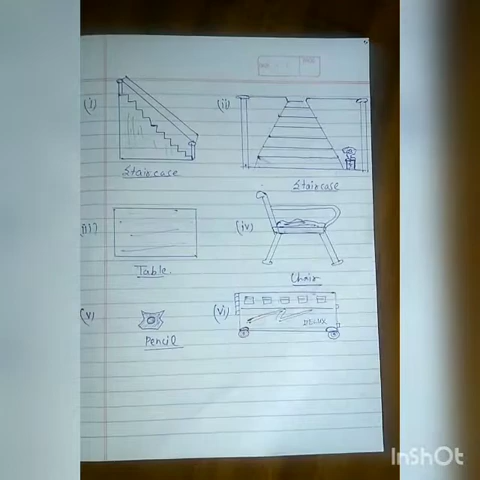 (i)
Staircase
(ii)
Staircase
(iii)
Table.
(iv)
Chair
(v)
Pencil
(vi)
DELUX
InShOt